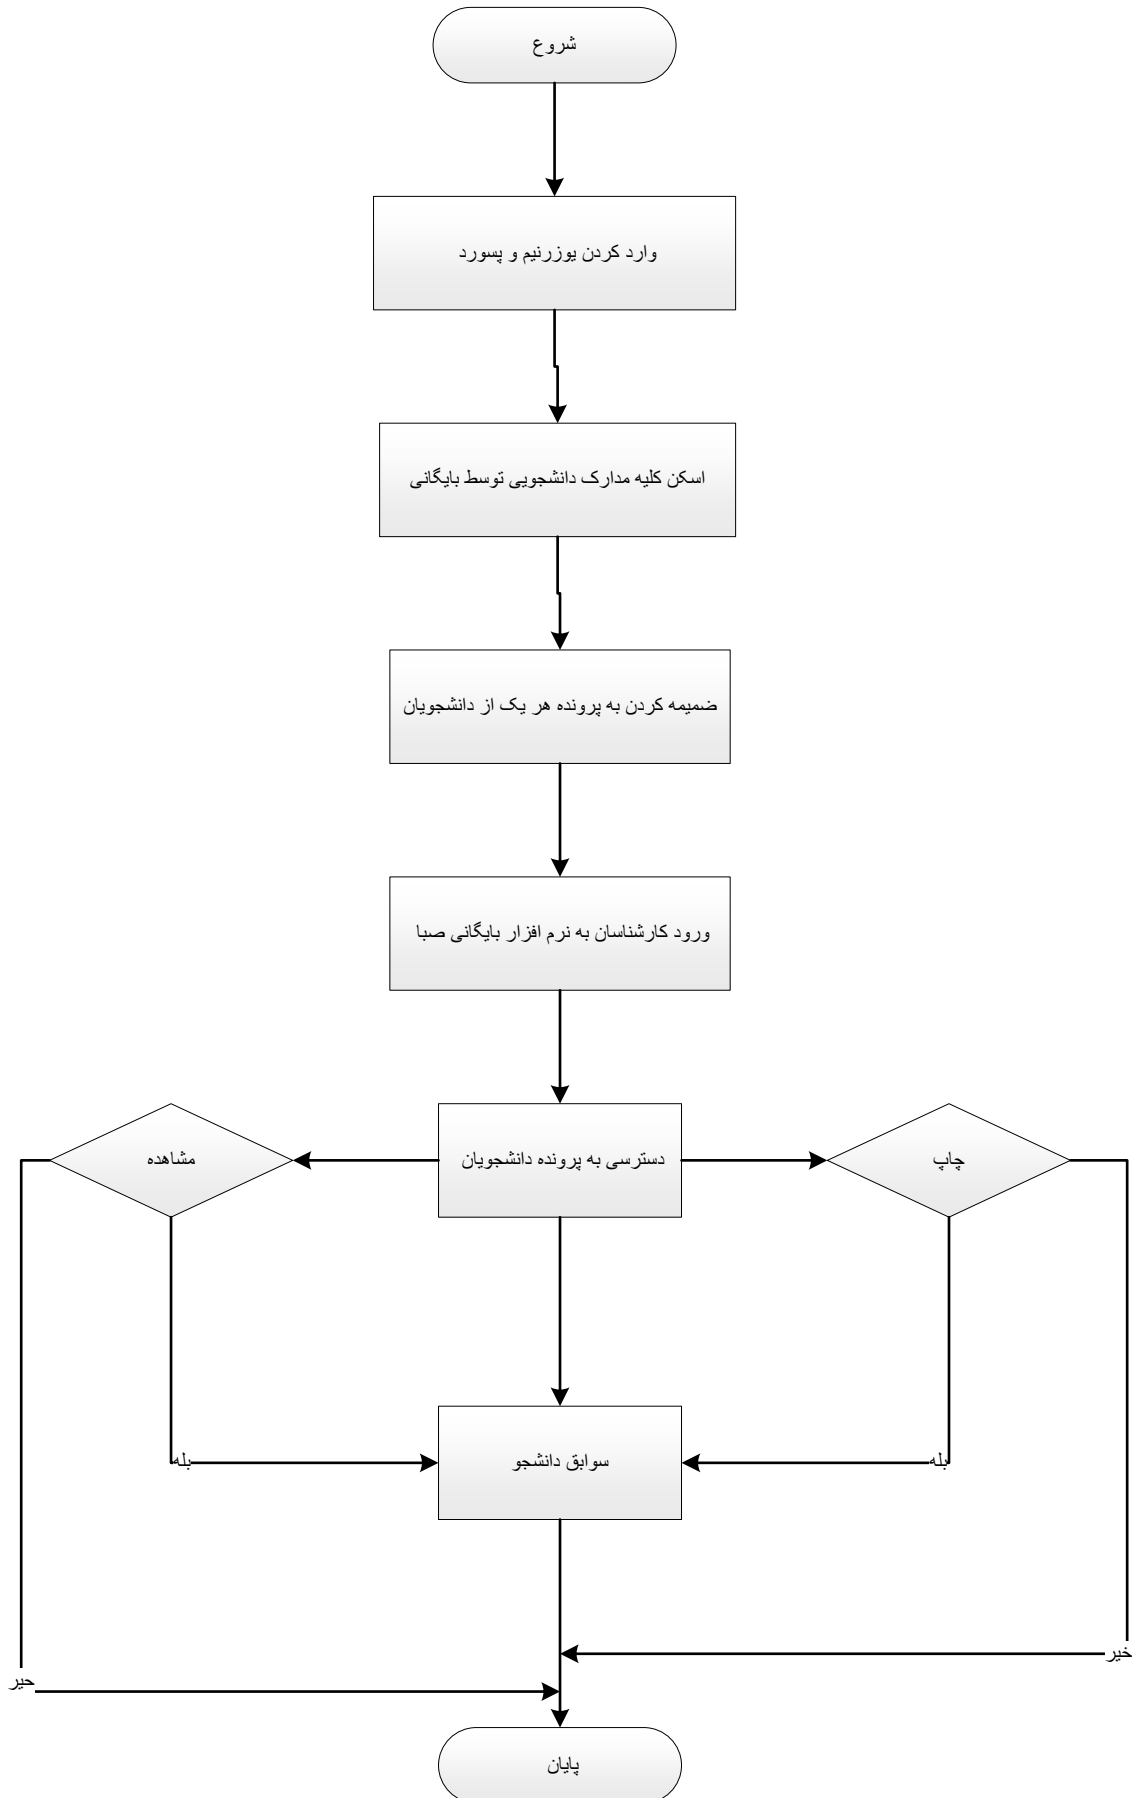 شروع
وارد کردن یوزرنیم و پسورد
اسکن کلیه مدارک دانشجویی توسط بایگانی
ضمیمه کردن به پرونده هر یک از دانشجویان
ورود کارشناسان به نرم افزار بایگانی صبا
چاپ
دسترسی به پرونده دانشجویان
مشاهده
بله
سوابق دانشجو
بله
خیر
حیر
پایان